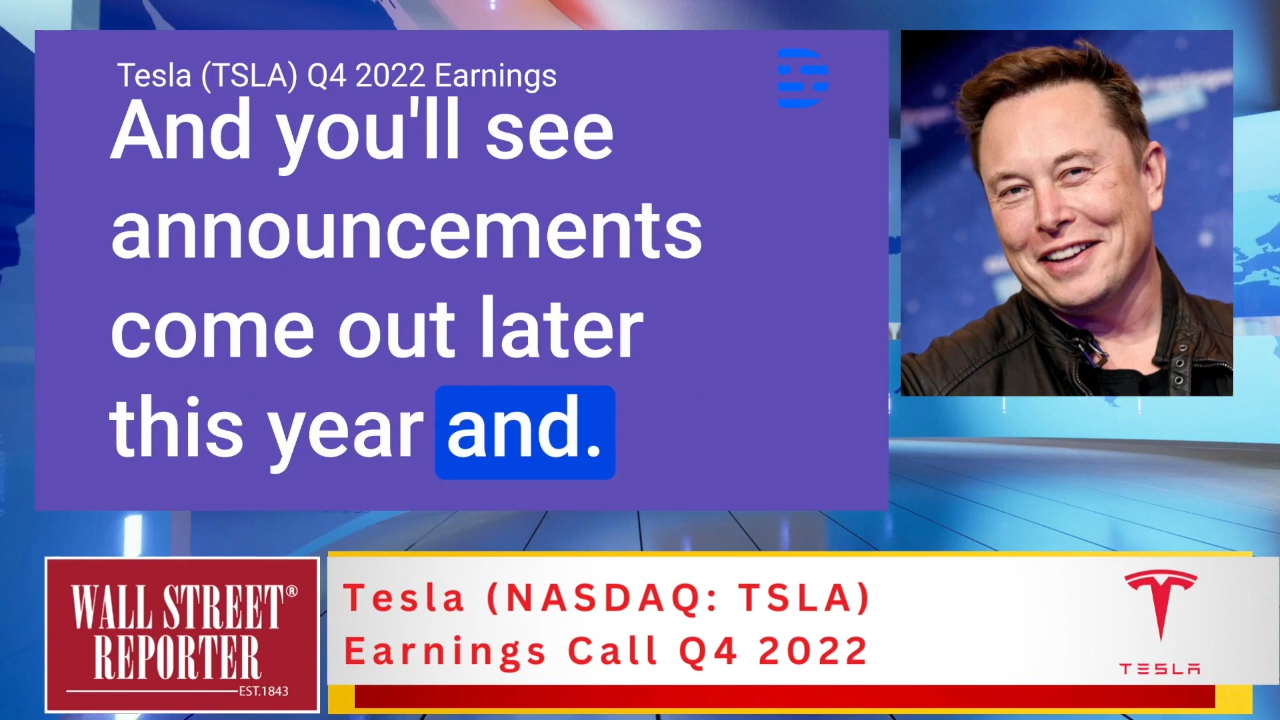 Tesla (TSLA) Q4 2022 Earnings
And you'll see
announcements
come out later
this year and.
WALL STREET®
REPORTER
EST.1843
Tesla (NASDAQ: TSLA)
Earnings Call Q4 2022
TESLA